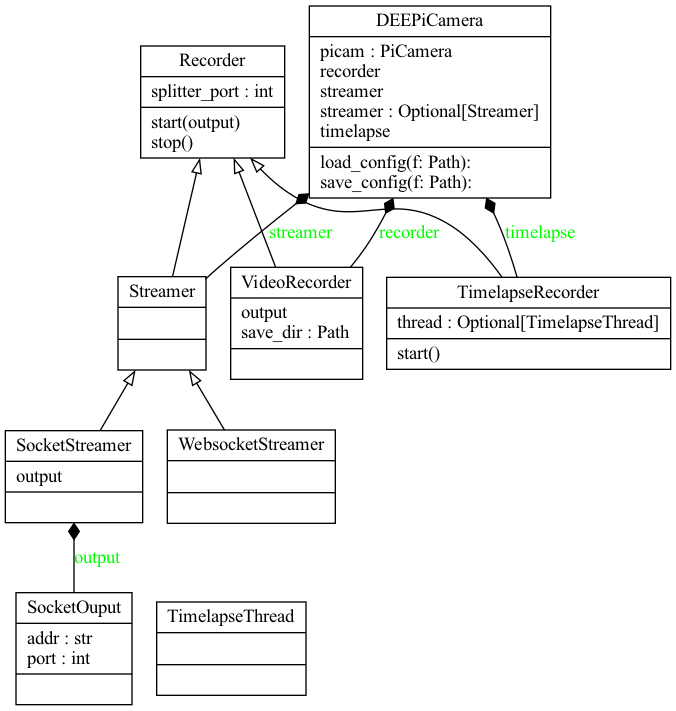 DEEPiCamera
picam : PiCamera
recorder
streamer
streamer : Optional[Streamer]
timelapse
load_config(f: Path):
save_config(f: Path):
Recorder
splitter_port : int
start(output)
stop()
streamer
recorder
timelapse
Streamer
VideoRecorder
output
save_dir : Path
TimelapseRecorder
thread : Optional[TimelapseThread]
start()
SocketStreamer
output
WebsocketStreamer
output
SocketOuput
addr : str
port : int
TimelapseThread